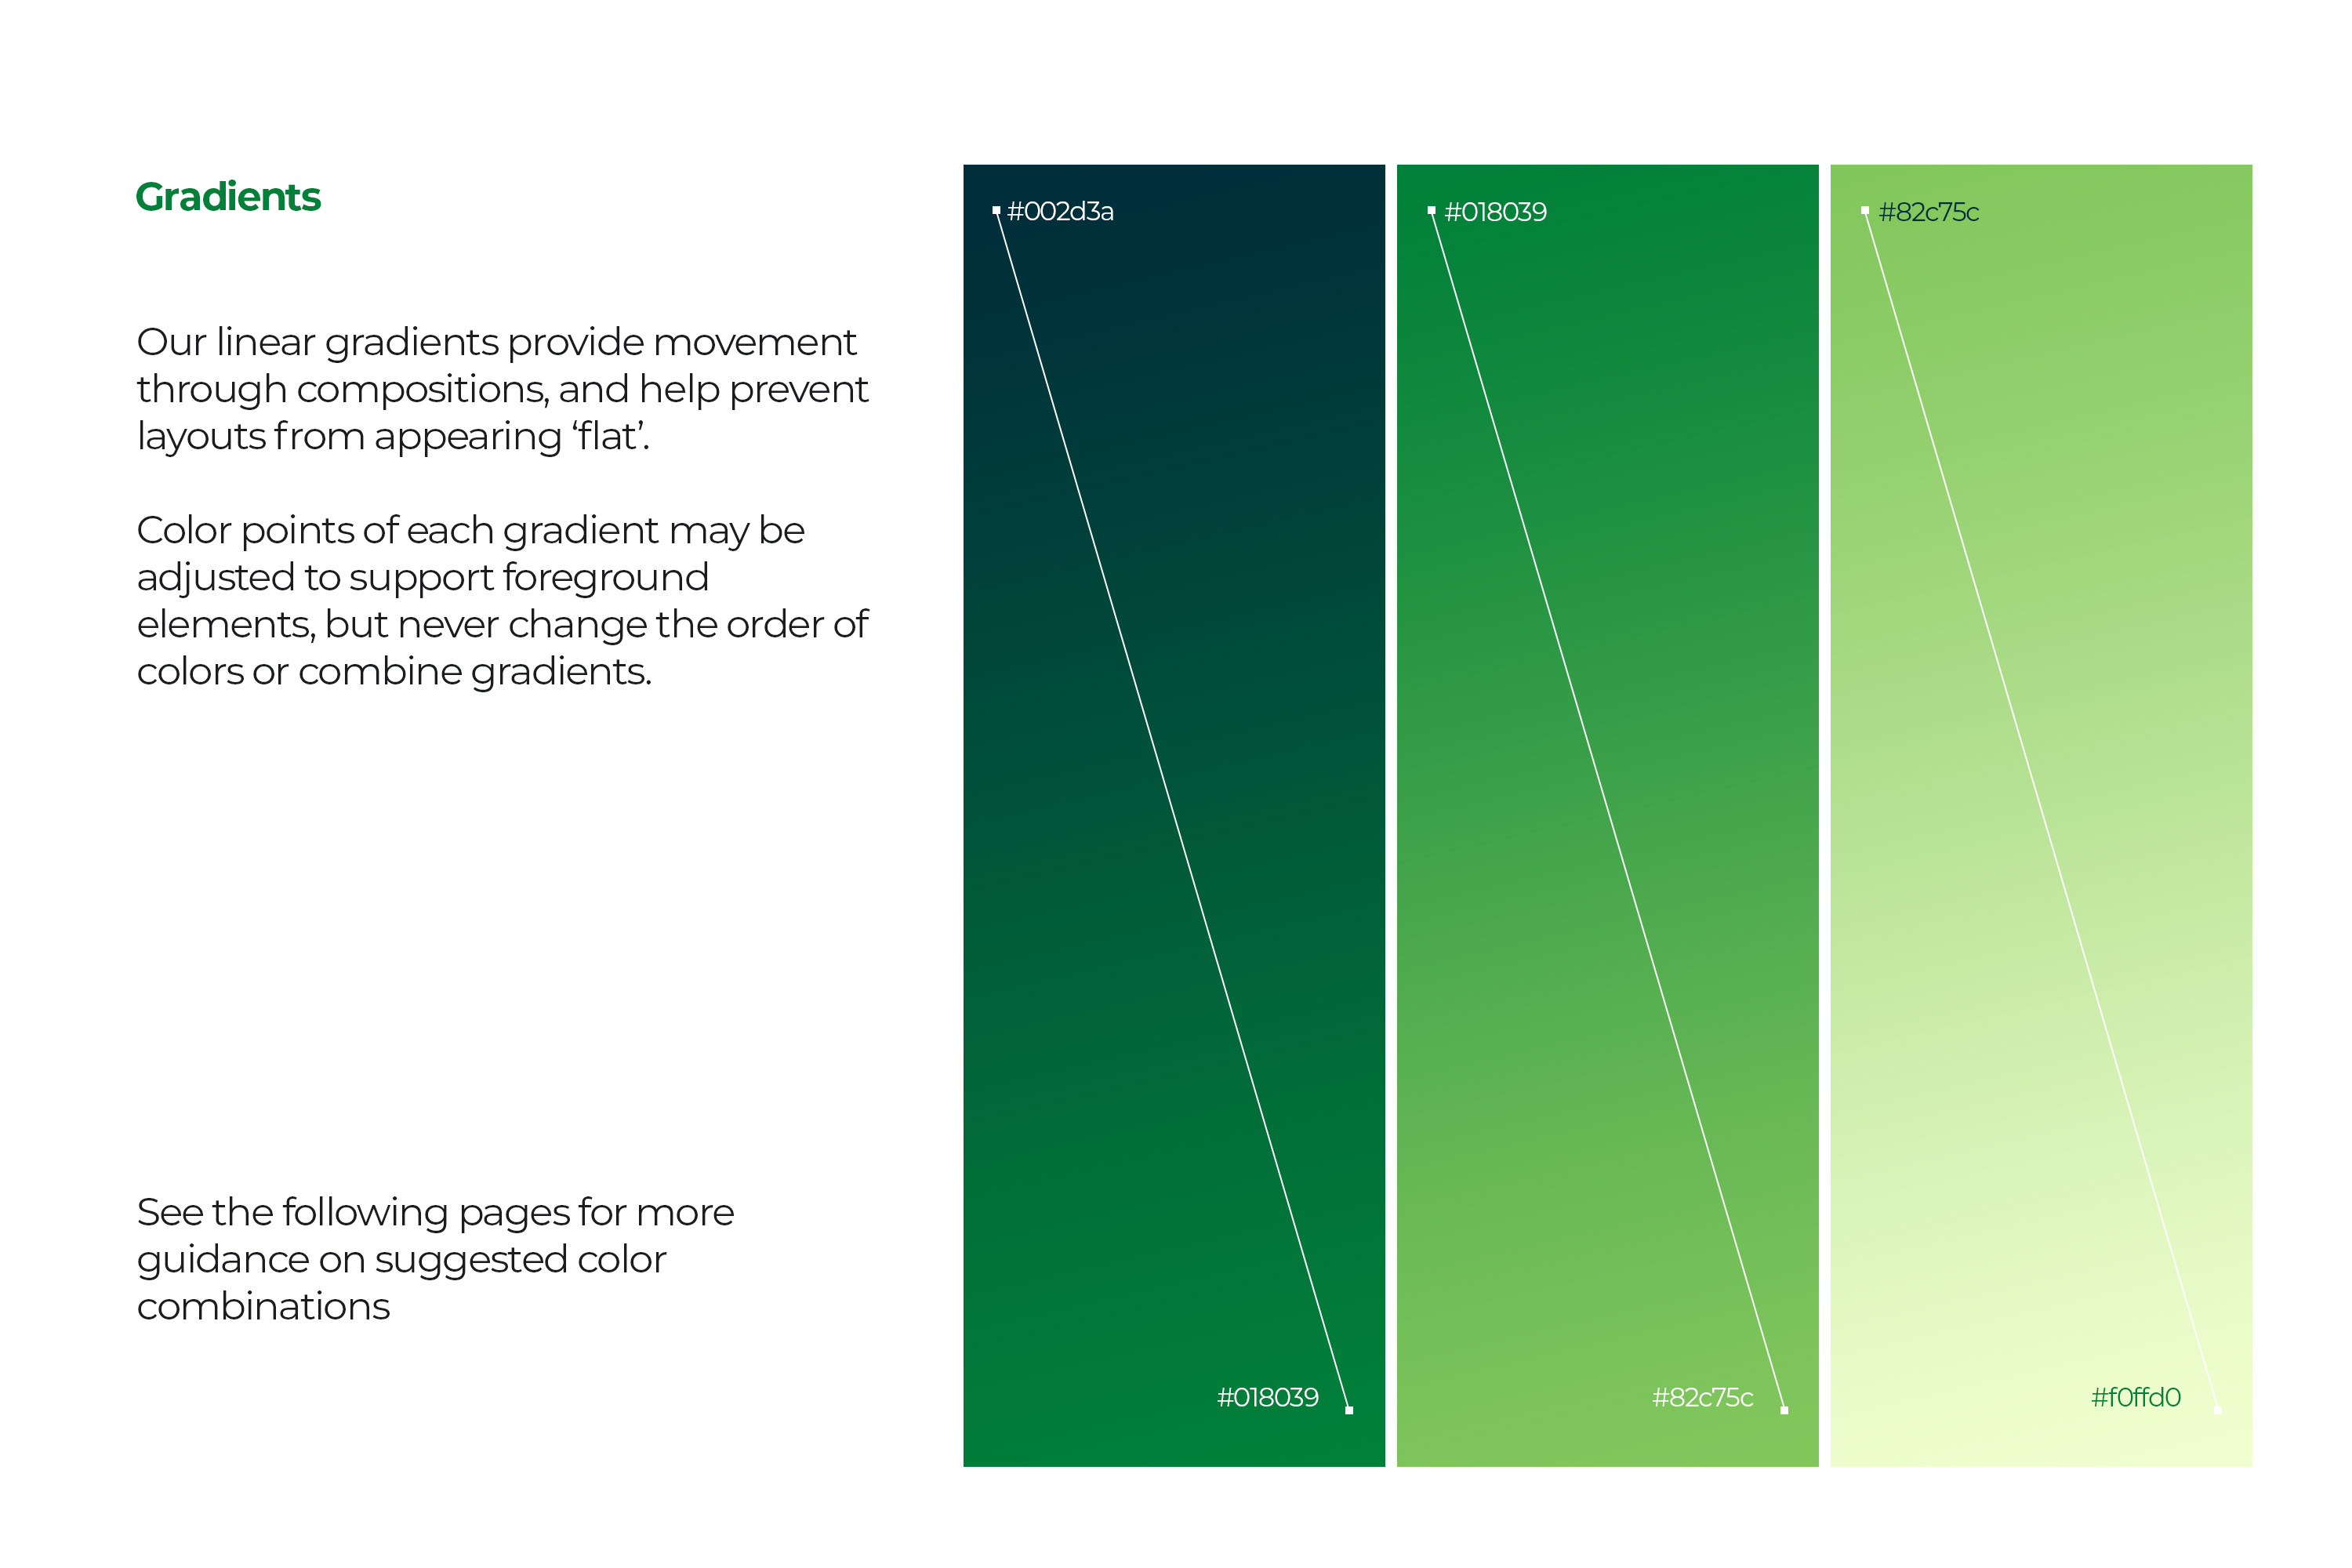 Gradients
Our linear gradients provide movement
through compositions, and help prevent
layouts from appearing ‘flat’.
Color points of each gradient may be
adjusted to support foreground
elements, but never change the order of
colors or combine gradients.
See the following pages for more
guidance on suggested color
combinations
#002d3a
#018039
#018039
#82c75c
#82c75c
#f0ffd0